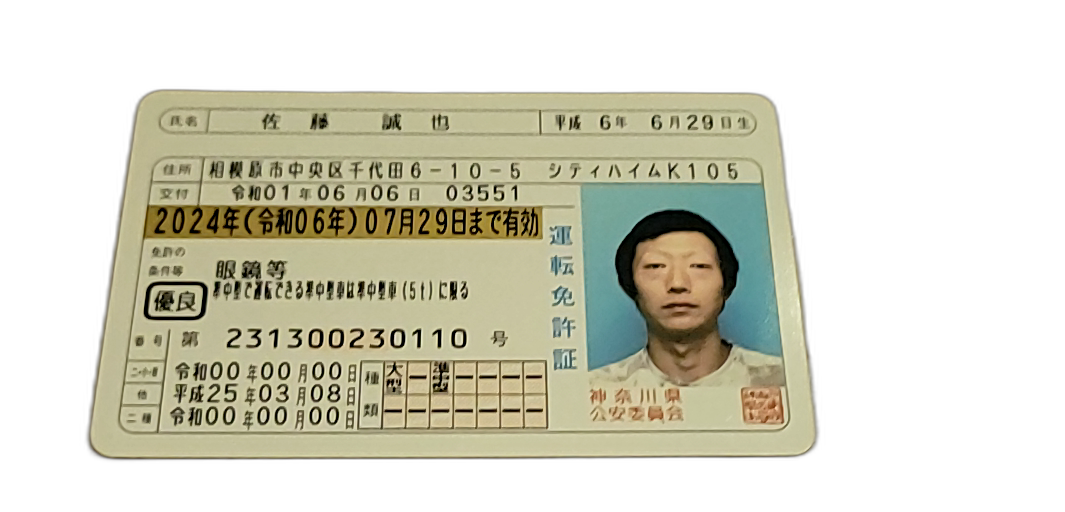 氏名 佐藤 誠也 平成 6年 6月29日生
住所 相模原市中央区千代田6-10-5 シティハイムK105
交付 令和01年06月06日 03551
2024年(令和06年)07月29日まで有効
免許の
条件等 眼鏡等
準中型で運転できる準中型車は準中型車(5t)に限る
優良
番号 第 231300230110 号
二・小・原 令和00年00月00日
他 平成25年03月08日
二種 令和00年00月00日
種類 大型 準中型
運転免許証
神奈川県
公安委員会